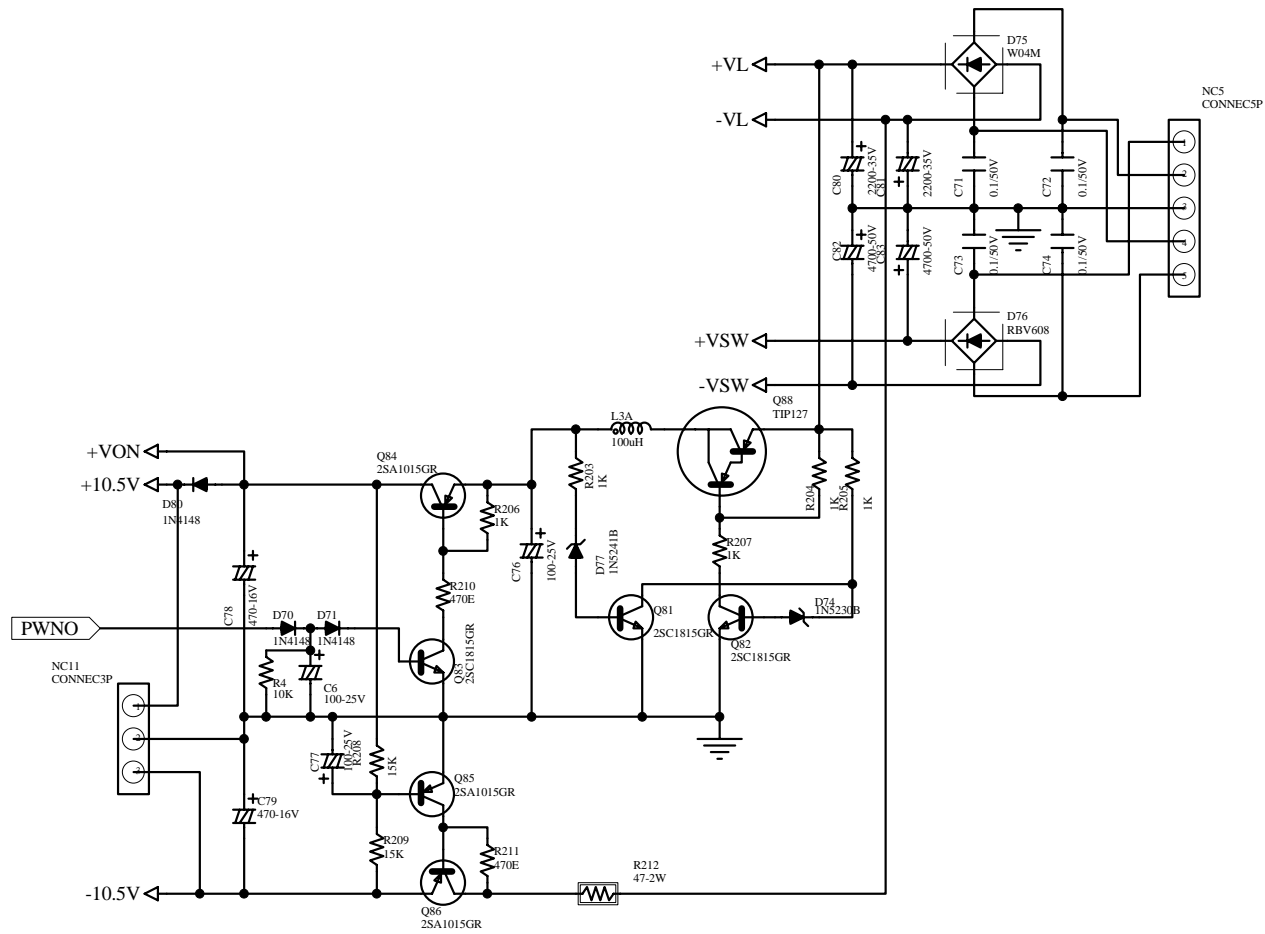 D75
W04M
+VL
-VL
NC5
CONNEC5P
1
2
3
4
5
C80
2200-35V
C81
2200-35V
C71
0.1/50V
C72
0.1/50V
C82
4700-50V
C83
4700-50V
C73
0.1/50V
C74
0.1/50V
D76
RBV608
+VSW
-VSW
Q88
TIP127
L3A
100uH
+VON
+10.5V
D80
1N4148
Q84
2SA1015GR
R206
1K
R203
1K
R204
1K
R205
1K
C76
100-25V
D77
1N5241B
R207
1K
C78
470-16V
R210
470E
D74
1N5230B
Q81
2SC1815GR
Q82
2SC1815GR
PWNO
D70
1N4148
D71
1N4148
Q83
2SC1815GR
NC11
CONNEC3P
1
2
3
R4
10K
C6
100-25V
C77
100-25V
R208
15K
Q85
2SA1015GR
C79
470-16V
R209
15K
R211
470E
R212
47-2W
-10.5V
Q86
2SA1015GR